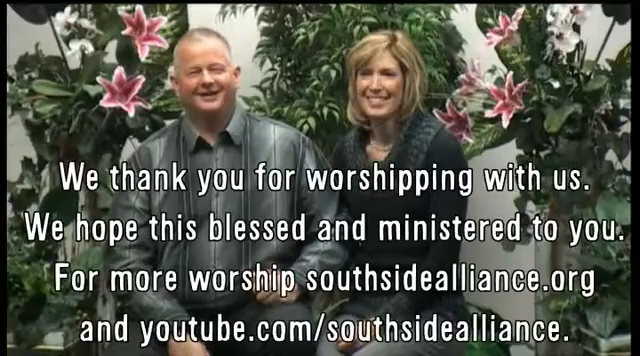 We thank you for worshipping with us.
We hope this blessed and ministered to you.
For more worship southsidealliance.org
and youtube.com/southsidealliance.